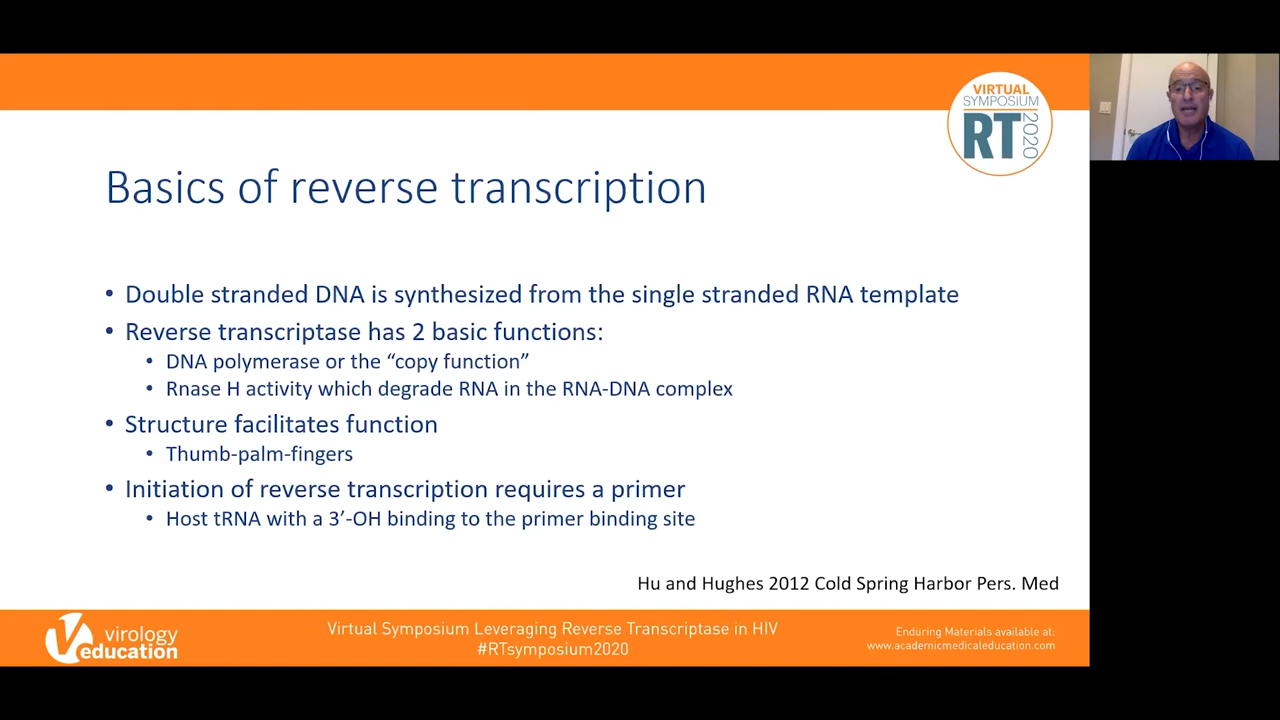 VIRTUAL
SYMPOSIUM
RT
2020
Basics of reverse transcription
• Double stranded DNA is synthesized from the single stranded RNA template
• Reverse transcriptase has 2 basic functions:
• DNA polymerase or the “copy function”
• Rnase H activity which degrade RNA in the RNA-DNA complex
• Structure facilitates function
• Thumb-palm-fingers
• Initiation of reverse transcription requires a primer
• Host tRNA with a 3’-OH binding to the primer binding site
Hu and Hughes 2012 Cold Spring Harbor Pers. Med
virology
education
Virtual Symposium Leveraging Reverse Transcriptase in HIV
#RTsymposium2020
Enduring Materials available at:
www.academicmedicaleducation.com